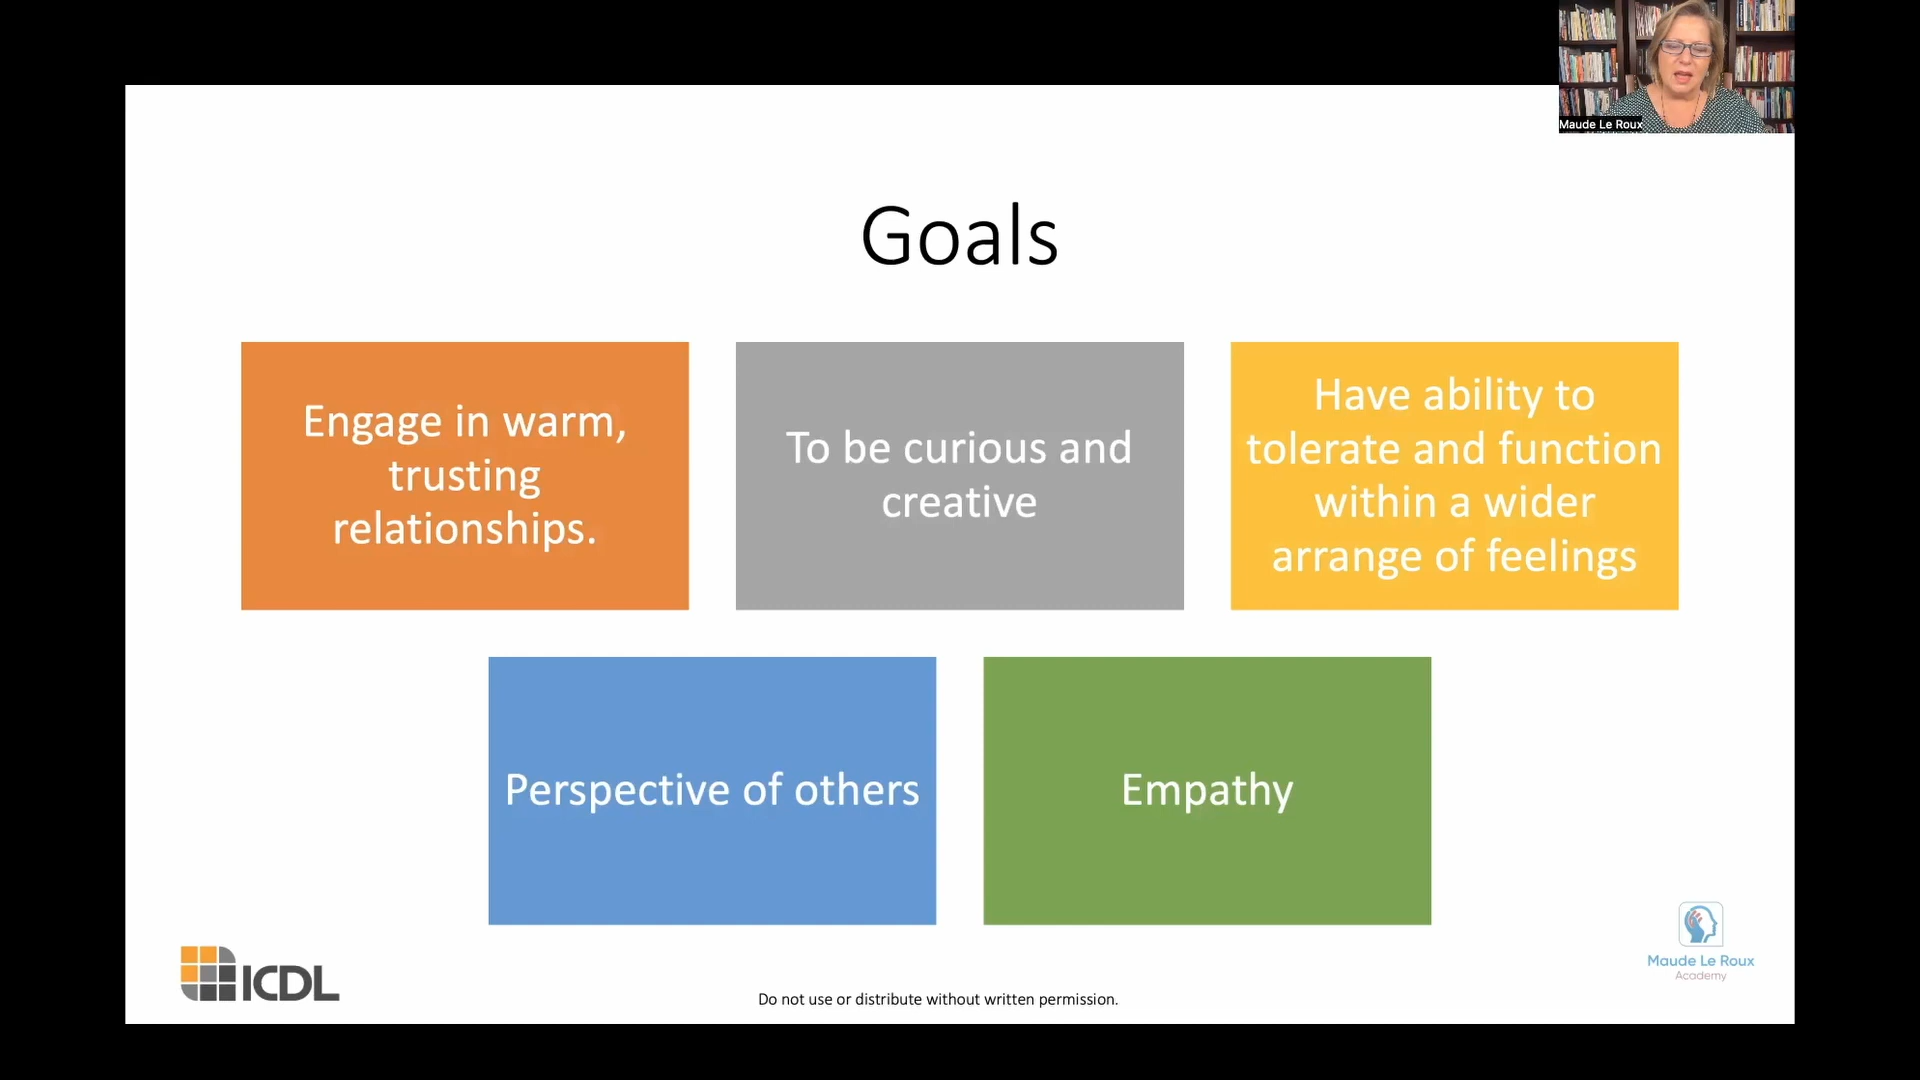 Maude Le Roux
Goals
Engage in warm,
trusting
relationships.
To be curious and
creative
Have ability to
tolerate and function
within a wider
arrange of feelings
Perspective of others
Empathy
ICDL
Maude Le Roux
Academy
Do not use or distribute without written permission.